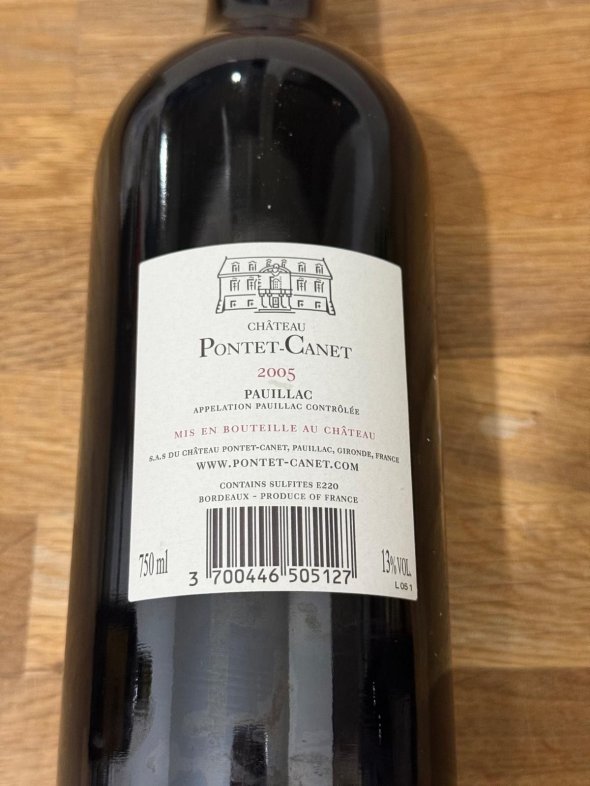 CHÂTEAU
PONTET-CANET
2005
PAUILLAC
APPELATION PAUILLAC CONTRÔLÉE
MIS EN BOUTEILLE AU CHÂTEAU
S.A.S DU CHÂTEAU PONTET-CANET, PAUILLAC, GIRONDE, FRANCE
WWW.PONTET-CANET.COM
CONTAINS SULFITES E220
BORDEAUX - PRODUCE OF FRANCE
750 ml
3 700446 505127
13% VOL.
L 05 1